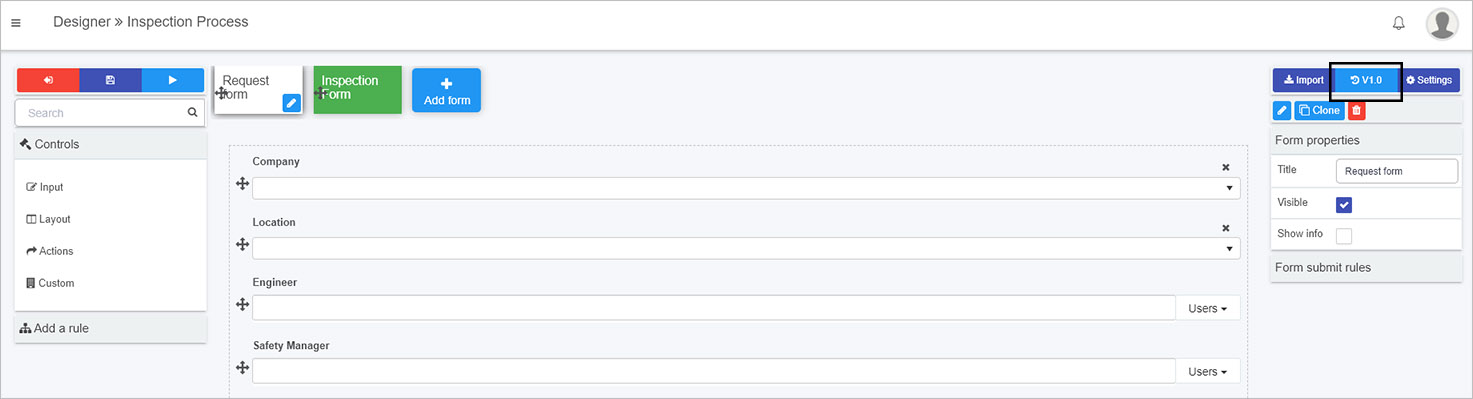 Designer » Inspection Process
Request
form
Inspection
Form
Add form
Import
V1.0
Settings
Search
Clone
Controls
Form properties
Input
Layout
Actions
Custom
Add a rule
Company
Location
Engineer
Users
Safety Manager
Users
Title
Request form
Visible
Show info
Form submit rules